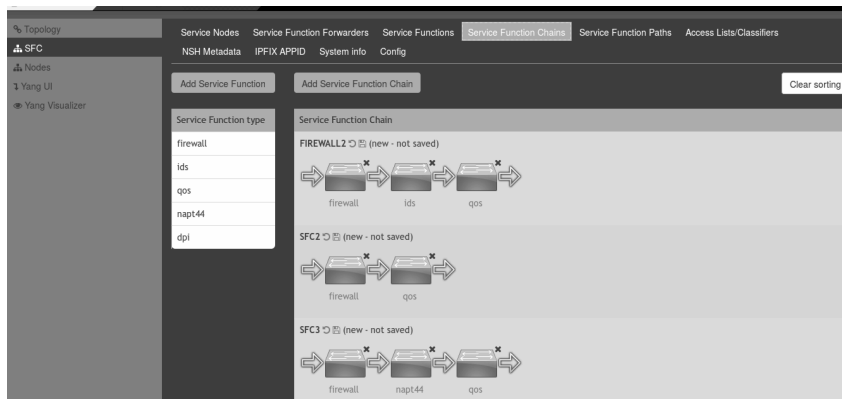 Topology
SFC
Nodes
Yang UI
Yang Visualizer
Service Nodes Service Function Forwarders Service Functions Service Function Chains Service Function Paths Access Lists/Classifiers
NSH Metadata IPFIX APPID System info Config
Add Service Function Add Service Function Chain Clear sorting
Service Function type
firewall
ids
qos
napt44
dpi
Service Function Chain
FIREWALL2 (new - not saved)
firewall ids qos
SFC2 (new - not saved)
firewall qos
SFC3 (new - not saved)
firewall napt44 qos